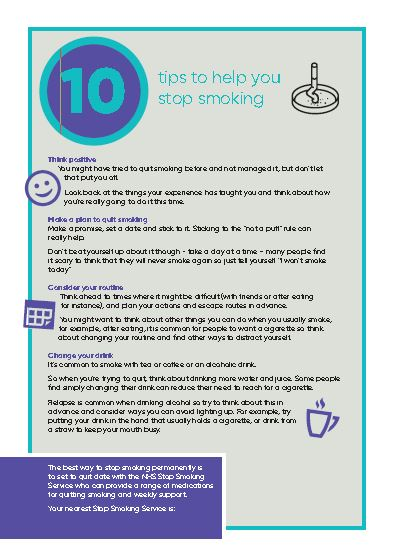 10
tips to help you
stop smoking
Think positive
You might have tried to quit smoking before and not managed it, but don't let
that put you off.
Look back at the things your experience has taught you and think about how
you're really going to do it this time.
Make a plan to quit smoking
Make a promise, set a date and stick to it. Sticking to the "not a puff" rule can
really help.
Don't beat yourself up about it though - take a day at a time - many people find
it scary to think that they will never smoke again so just tell yourself "I won't smoke
today"
Consider your routine
Think ahead to times where it might be difficult (with friends or after eating
for instance), and plan your actions and escape routes in advance.
You might want to think about other things you can do when you usually smoke,
for example, after eating, it is common for people to want a cigarette so think
about changing your routine and find other ways to distract yourself.
Change your drink
It's common to smoke with tea or coffee or an alcoholic drink.
So when you're trying to quit, think about drinking more water and juice. Some people
find simply changing their drink can reduce their need to reach for a cigarette.
Relapse is common when drinking alcohol so try to think about this in
advance and consider ways you can avoid lighting up. For example, try
putting your drink in the hand that usually holds a cigarette, or drink from
a straw to keep your mouth busy.
The best way to stop smoking permanently is
to set to quit date with the NHS Stop Smoking
Service who can provide a range of medications
for quitting smoking and weekly support.
Your nearest Stop Smoking Service is: